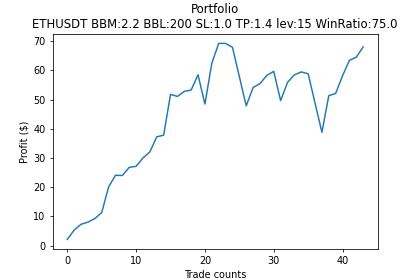 Portfolio
ETHUSDT BBM:2.2 BBL:200 SL:1.0 TP:1.4 lev:15 WinRatio:75.0
70
60
50
40
30
20
10
0
Profit ($)
0 10 20 30 40
Trade counts